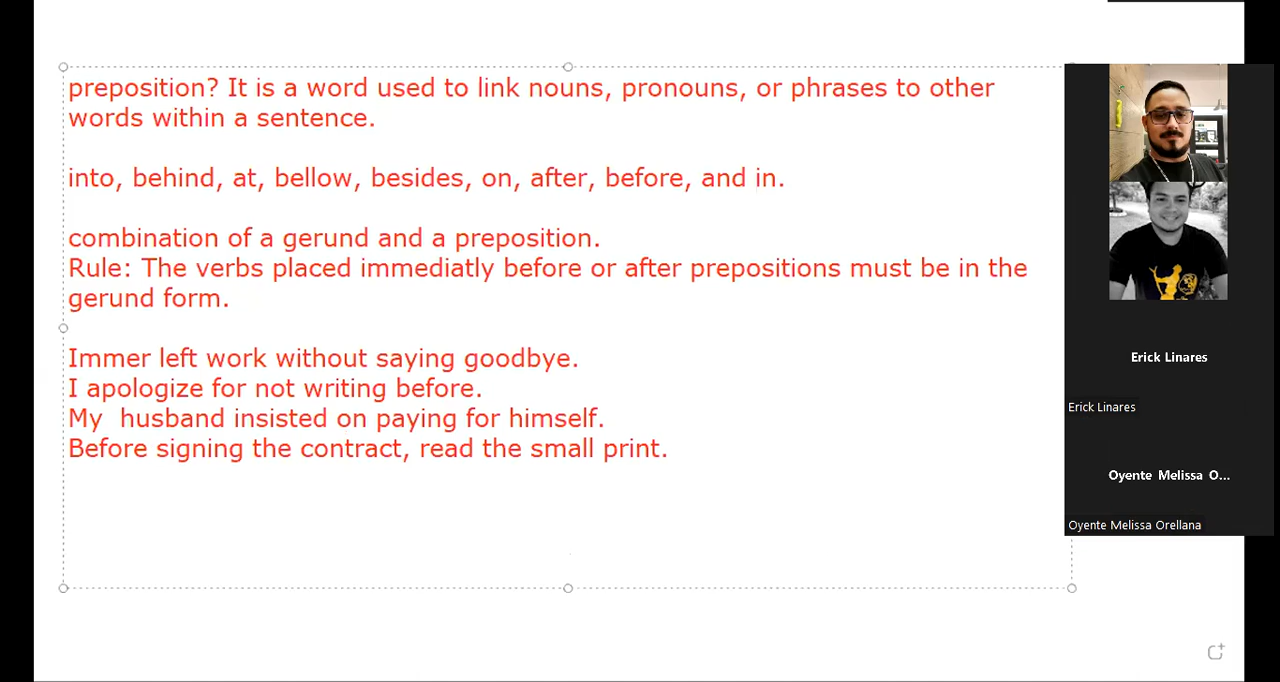 preposition? It is a word used to link nouns, pronouns, or phrases to other
words within a sentence.
into, behind, at, bellow, besides, on, after, before, and in.
combination of a gerund and a preposition.
Rule: The verbs placed immediatly before or after prepositions must be in the
gerund form.
Immer left work without saying goodbye.
I apologize for not writing before.
My  husband insisted on paying for himself.
Before signing the contract, read the small print.
Erick Linares
Erick Linares
Oyente Melissa O...
Oyente Melissa Orellana